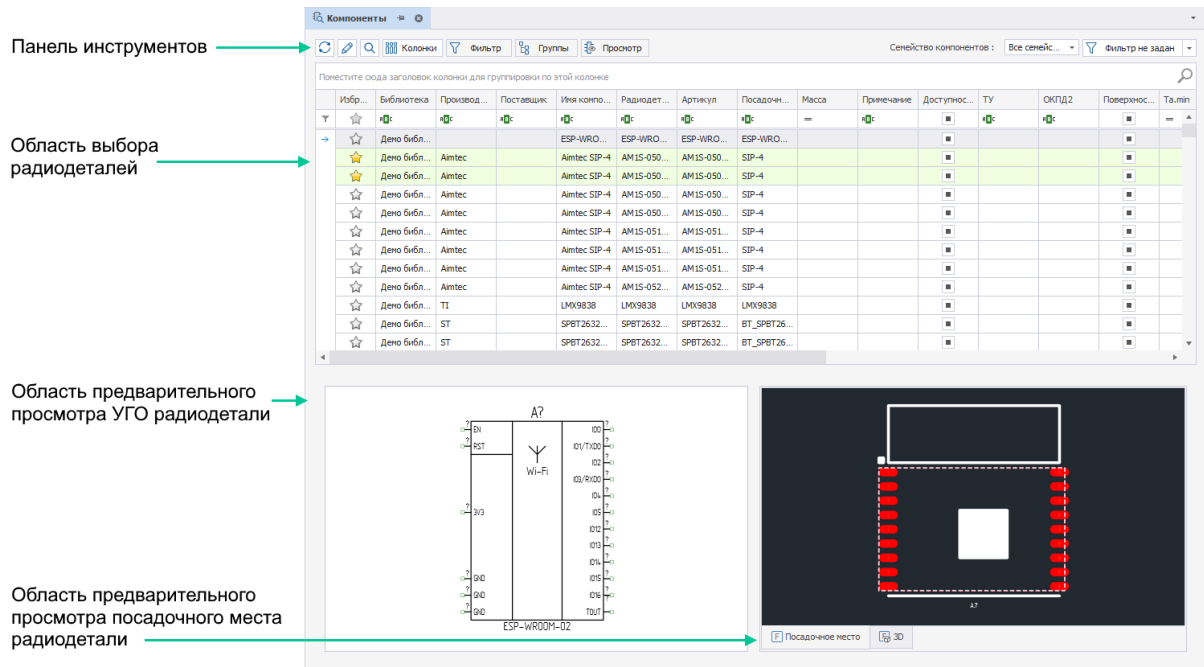 Компоненты
Панель инструментов
Колонки Фильтр Группы Просмотр Семейство компонентов : Все семейс... Фильтр не задан
Поместите сюда заголовок колонки для группировки по этой колонке
Избр... Библиотека Производ... Поставщик Имя компо... Радиодет... Артикул Посадочн... Масса Примечание Доступнос... ТУ ОКПД2 Поверхнос... Ta.min
Область выбора
радиодеталей
Демо библ... ESP-WRO... ESP-WRO... ESP-WRO... ESP-WRO...
Демо библ... Aimtec Aimtec SIP-4 AM1S-050... AM1S-050... SIP-4
Демо библ... Aimtec Aimtec SIP-4 AM1S-050... AM1S-050... SIP-4
Демо библ... Aimtec Aimtec SIP-4 AM1S-050... AM1S-050... SIP-4
Демо библ... Aimtec Aimtec SIP-4 AM1S-050... AM1S-050... SIP-4
Демо библ... Aimtec Aimtec SIP-4 AM1S-051... AM1S-051... SIP-4
Демо библ... Aimtec Aimtec SIP-4 AM1S-051... AM1S-051... SIP-4
Демо библ... Aimtec Aimtec SIP-4 AM1S-051... AM1S-051... SIP-4
Демо библ... Aimtec Aimtec SIP-4 AM1S-052... AM1S-052... SIP-4
Демо библ... TI LMX9838 LMX9838 LMX9838 LMX9838
Демо библ... ST SPBT2632... SPBT2632... SPBT2632... BT_SPBT26...
Демо библ... ST SPBT2632... SPBT2632... SPBT2632... BT_SPBT26...
Область предварительного
просмотра УГО радиодетали
A?
? EN IO0 ?
? RST IO1/TXD0 ?
IO2 ?
Wi-Fi
IO3/RXD0 ?
IO4 ?
? 3V3 IO5 ?
IO12 ?
IO13 ?
IO14 ?
? GND IO15 ?
? GND IO16 ?
? GND TOUT ?
ESP-WROOM-02
A?
Область предварительного
просмотра посадочного места
радиодетали
F Посадочное место 3D